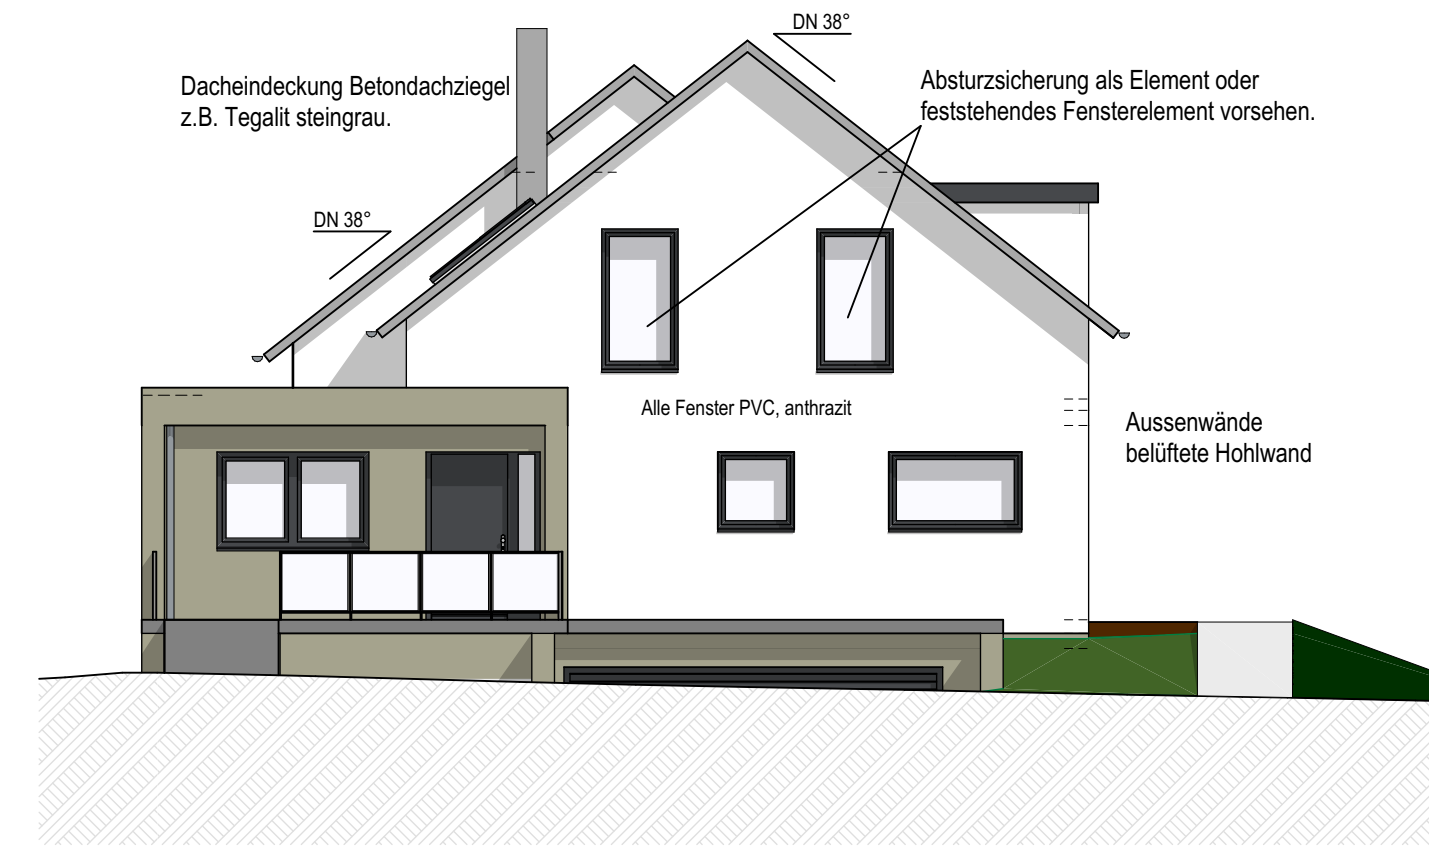 DN 38°
Dacheindeckung Betondachziegel
z.B. Tegalit steingrau.
Absturzsicherung als Element oder
feststehendes Fensterelement vorsehen.
DN 38°
Alle Fenster PVC, anthrazit
Aussenwände
belüftete Hohlwand